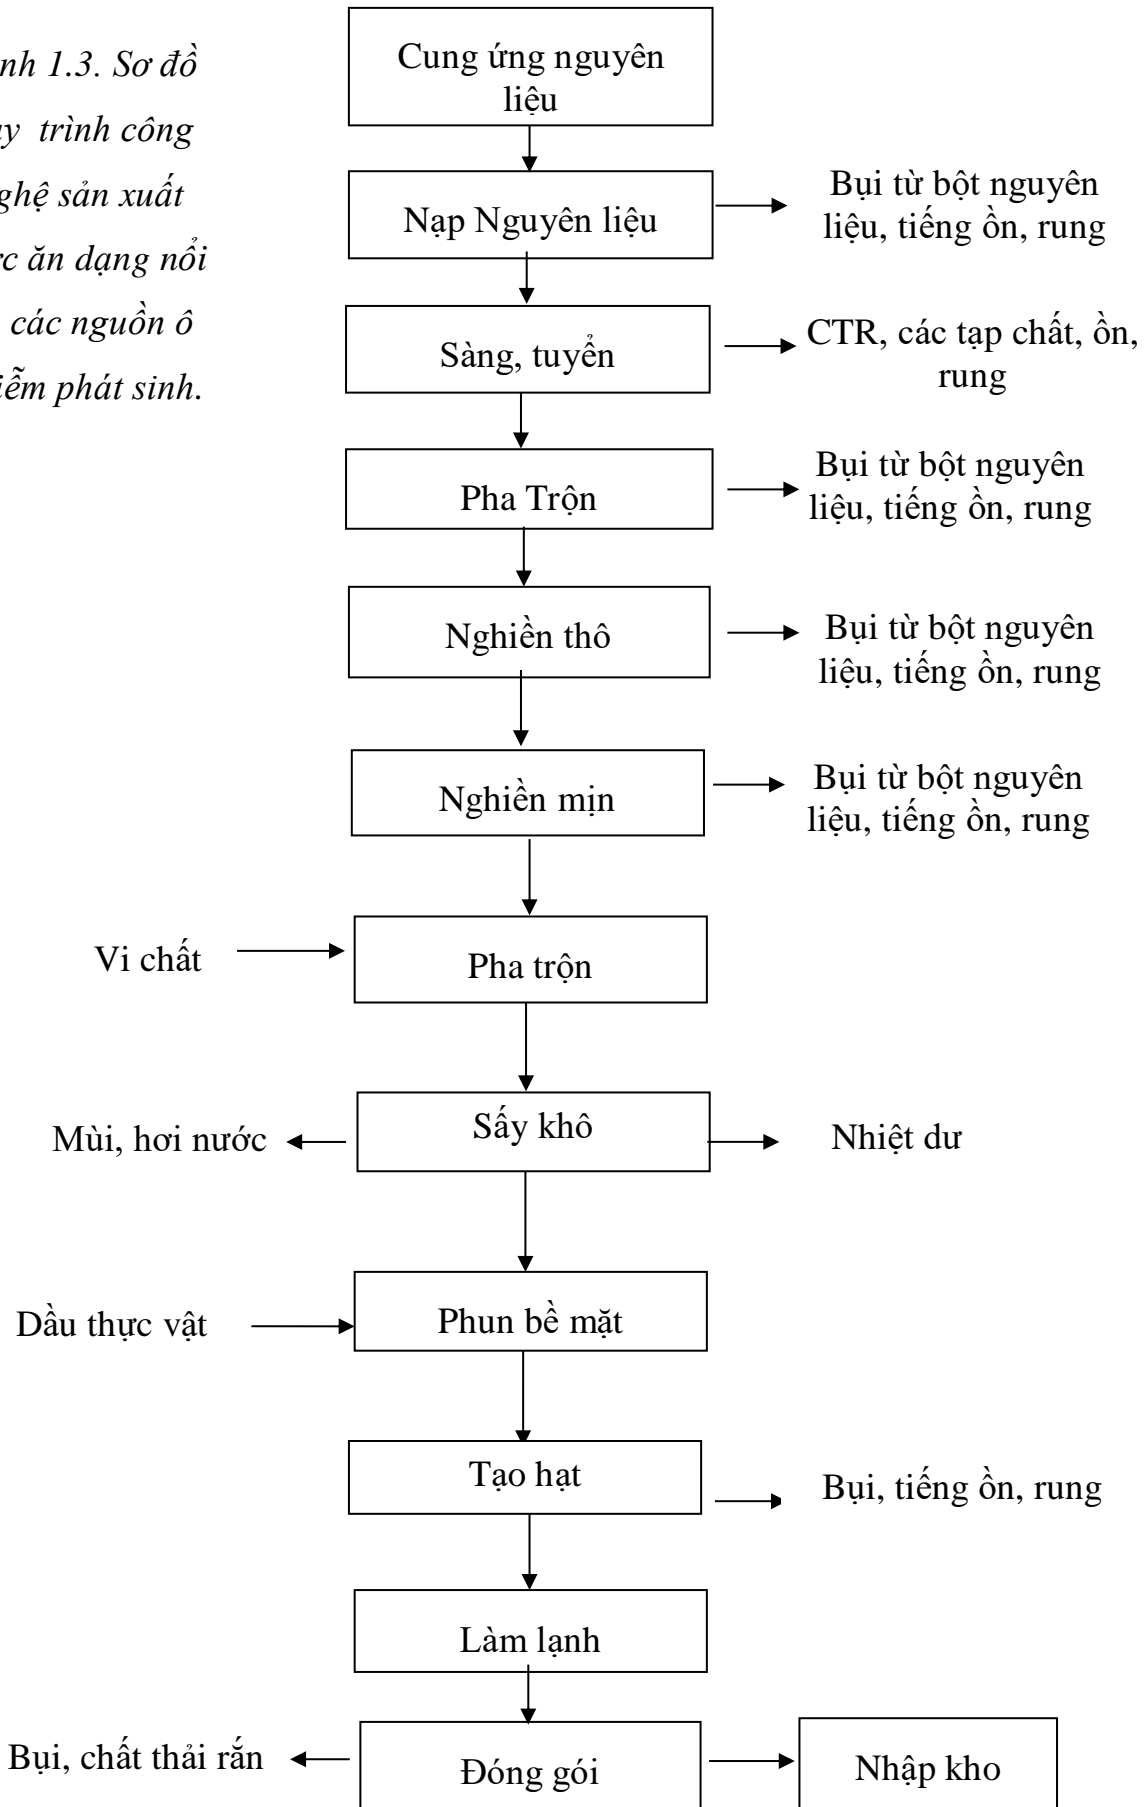 nh 1.3. Sơ đồ
trình công
sản xuất
ăn dạng nổi
các nguồn ô
phát sinh.
Cung ứng nguyên
liệu
Nạp Nguyên liệu
Bụi từ bột nguyên
liệu, tiếng ồn, rung
Sàng, tuyển
CTR, các tạp chất, ồn,
rung
Pha Trộn
Bụi từ bột nguyên
liệu, tiếng ồn, rung
Nghiền thô
Bụi từ bột nguyên
liệu, tiếng ồn, rung
Nghiền mịn
Bụi từ bột nguyên
liệu, tiếng ồn, rung
Vi chất
Pha trộn
Mùi, hơi nước
Sấy khô
Nhiệt dư
Dầu thực vật
Phun bề mặt
Tạo hạt
Bụi, tiếng ồn, rung
Làm lạnh
Bụi, chất thải rắn
Đóng gói
Nhập kho